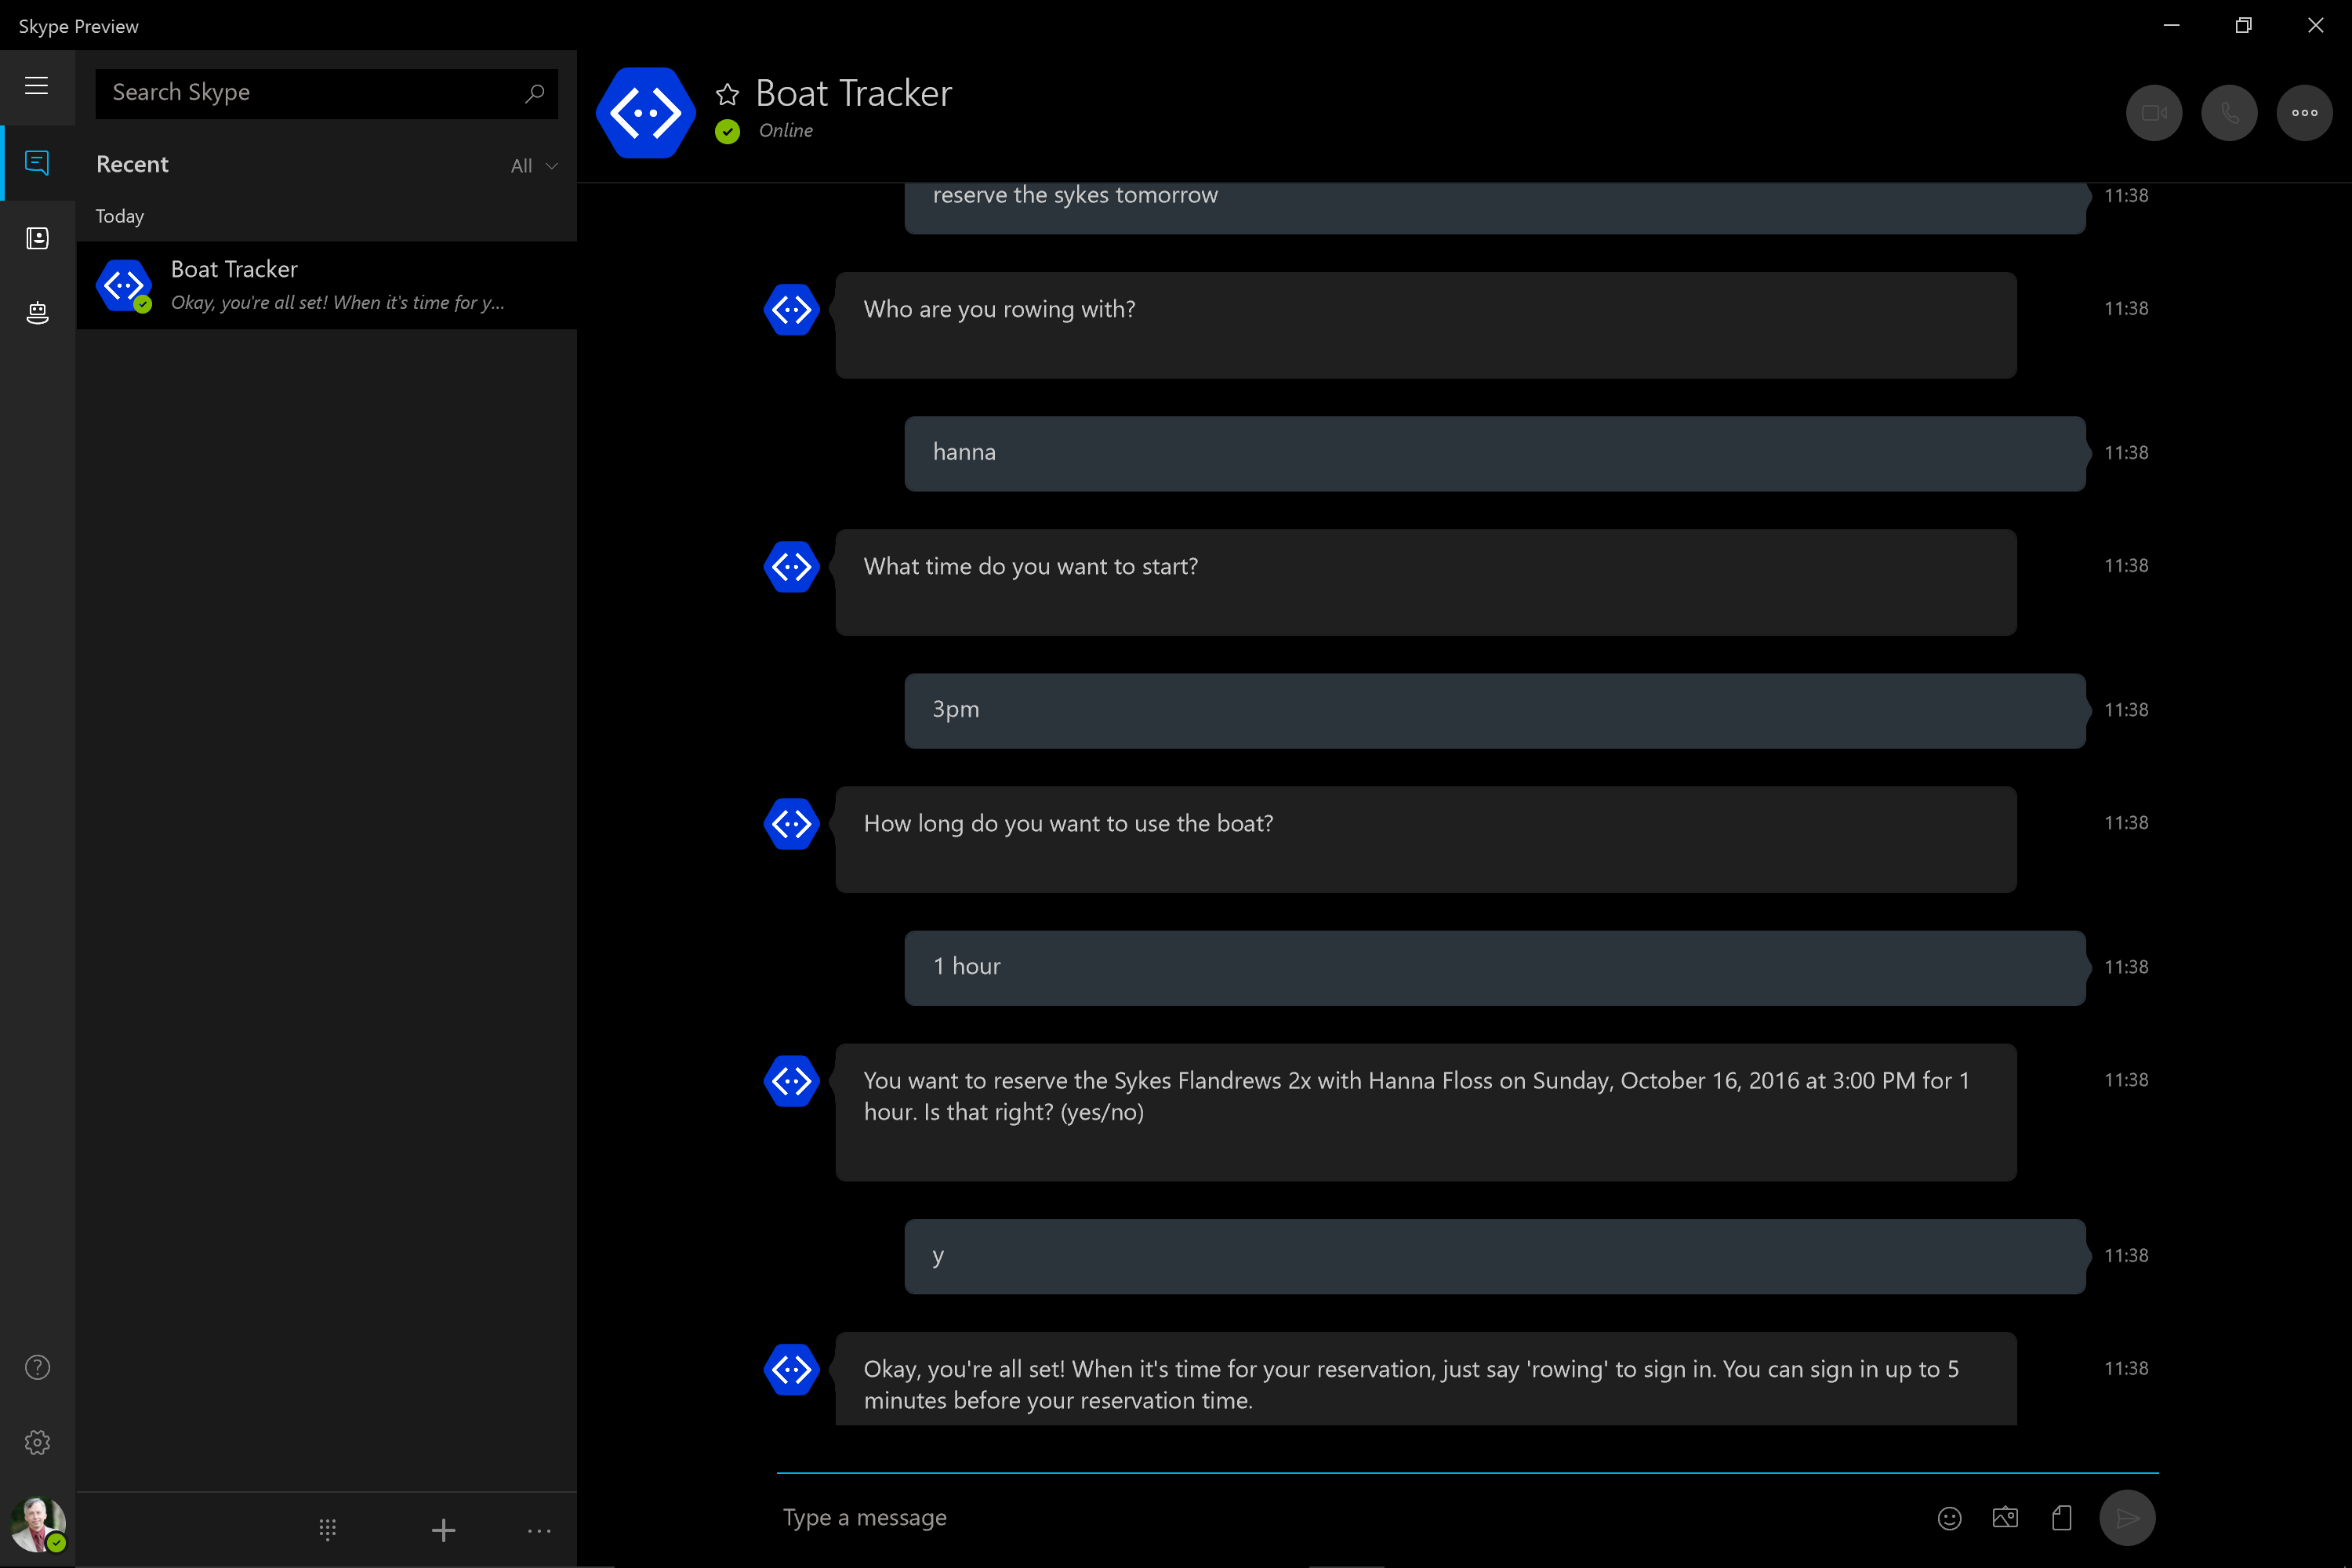 Skype Preview
Search Skype
Recent
All
Today
Boat Tracker
Okay, you're all set! When it's time for y...
Boat Tracker
Online
reserve the sykes tomorrow
11:38
Who are you rowing with?
11:38
hanna
11:38
What time do you want to start?
11:38
3pm
11:38
How long do you want to use the boat?
11:38
1 hour
11:38
You want to reserve the Sykes Flandrews 2x with Hanna Floss on Sunday, October 16, 2016 at 3:00 PM for 1
hour. Is that right? (yes/no)
11:38
y
11:38
Okay, you're all set! When it's time for your reservation, just say 'rowing' to sign in. You can sign in up to 5
minutes before your reservation time.
11:38
Type a message